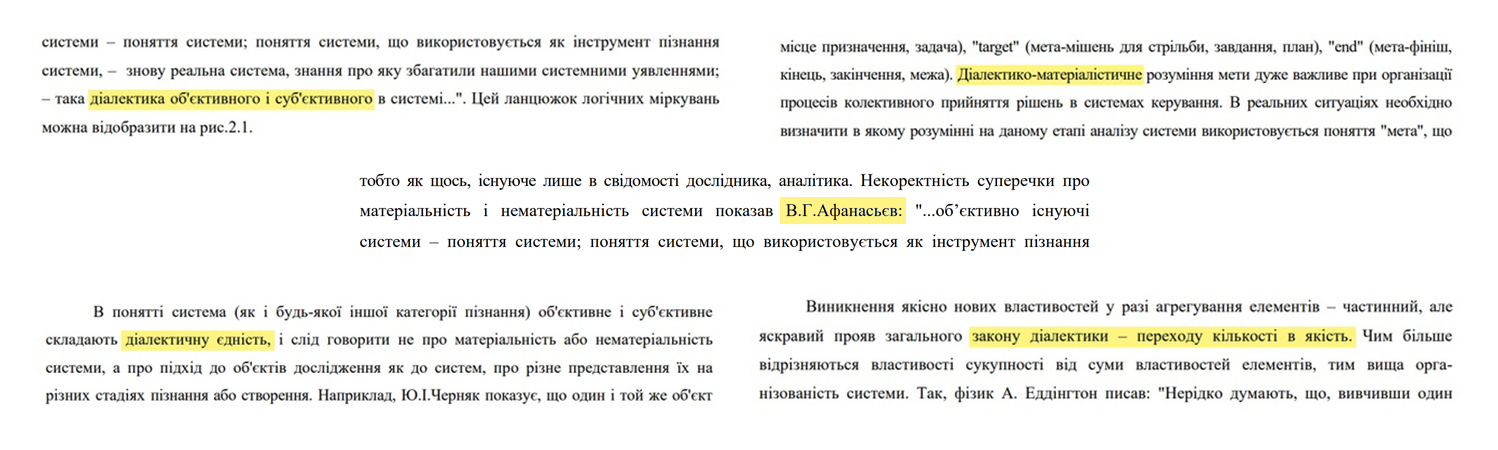 системи – поняття системи; поняття системи, що використовується як інструмент пізнання
системи, – знову реальна система, знання про яку збагатили нашими системними уявленнями;
– така діалектика об'єктивного і суб'єктивного в системі...". Цей ланцюжок логічних міркувань
можна відобразити на рис.2.1.
місце призначення, задача), "target" (мета-мішень для стрільби, завдання, план), "end" (мета-фініш,
кінець, закінчення, межа). Діалектико-матеріалістичне розуміння мети дуже важливе при організації
процесів колективного прийняття рішень в системах керування. В реальних ситуаціях необхідно
визначити в якому розумінні на даному етапі аналізу системи використовується поняття "мета", що
тобто як щось, існуюче лише в свідомості дослідника, аналітика. Некоректність суперечки про
матеріальність і нематеріальність системи показав В.Г.Афанасьєв: "...об’єктивно існуючі
системи – поняття системи; поняття системи, що використовується як інструмент пізнання
В понятті система (як і будь-якої іншої категорії пізнання) об'єктивне і суб'єктивне
складають діалектичну єдність, і слід говорити не про матеріальність або нематеріальність
системи, а про підхід до об'єктів дослідження як до систем, про різне представлення їх на
різних стадіях пізнання або створення. Наприклад, Ю.І.Черняк показує, що один і той же об'єкт
Виникнення якісно нових властивостей у разі агрегування елементів – частинний, але
яскравий прояв загального закону діалектики – переходу кількості в якість. Чим більше
відрізняються властивості сукупності від суми властивостей елементів, тим вища орга-
нізованість системи. Так, фізик А. Еддінгтон писав: "Нерідко думають, що, вивчивши один